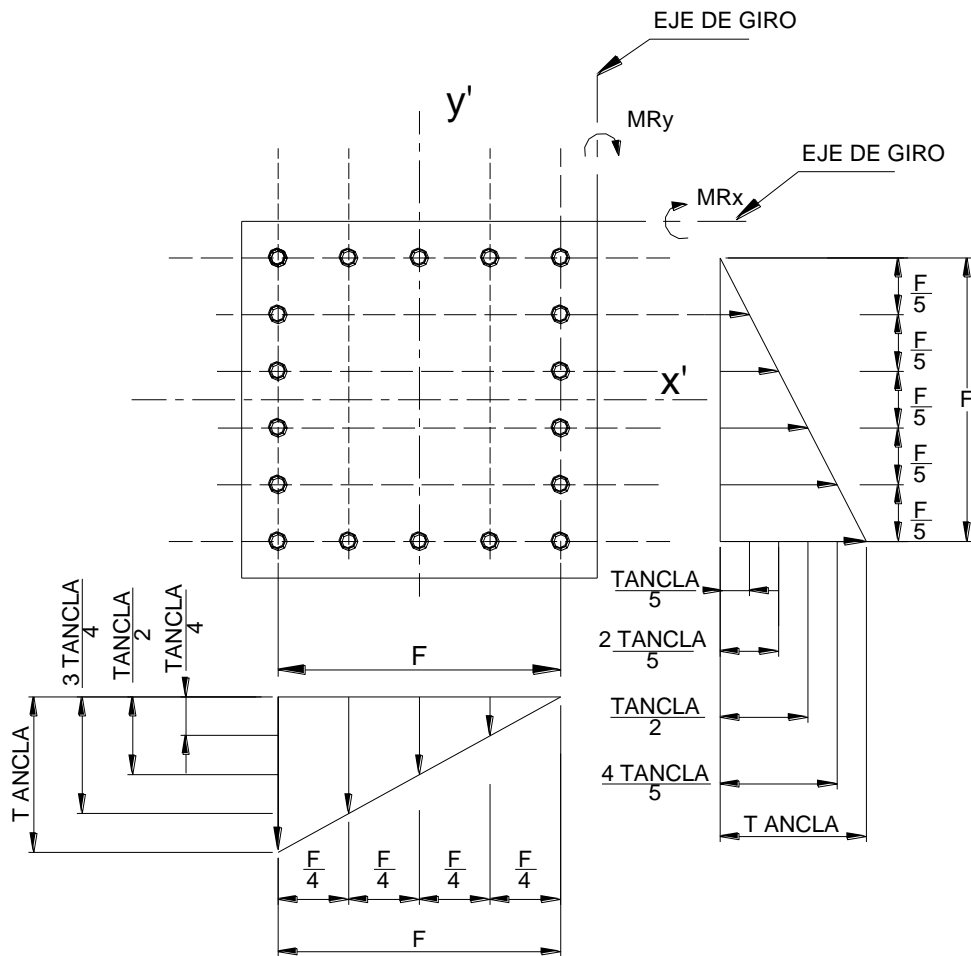 EJE DE GIRO
y'
MRy
EJE DE GIRO
MRx
x'
F
5
F
5
F
5
F
5
F
5
F
TANCLA
5
2 TANCLA
5
TANCLA
2
4 TANCLA
5
T ANCLA
3 TANCLA
4
TANCLA
2
TANCLA
4
T ANCLA
F
F
4
F
4
F
4
F
4
F